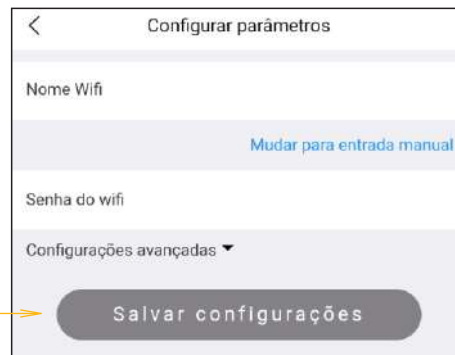 Configurar parâmetros
Nome Wifi
Mudar para entrada manual
Senha do wifi
Configurações avançadas
Salvar configurações